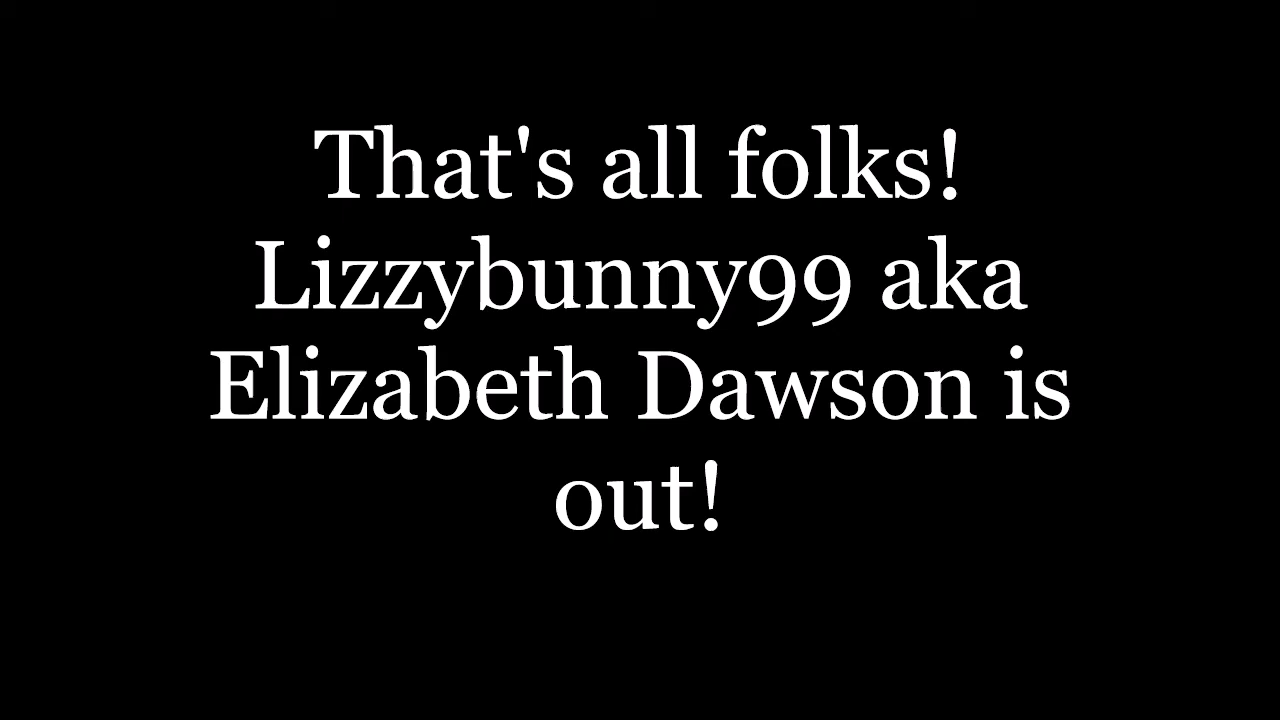 That's all folks!
Lizzybunny99 aka
Elizabeth Dawson is
out!